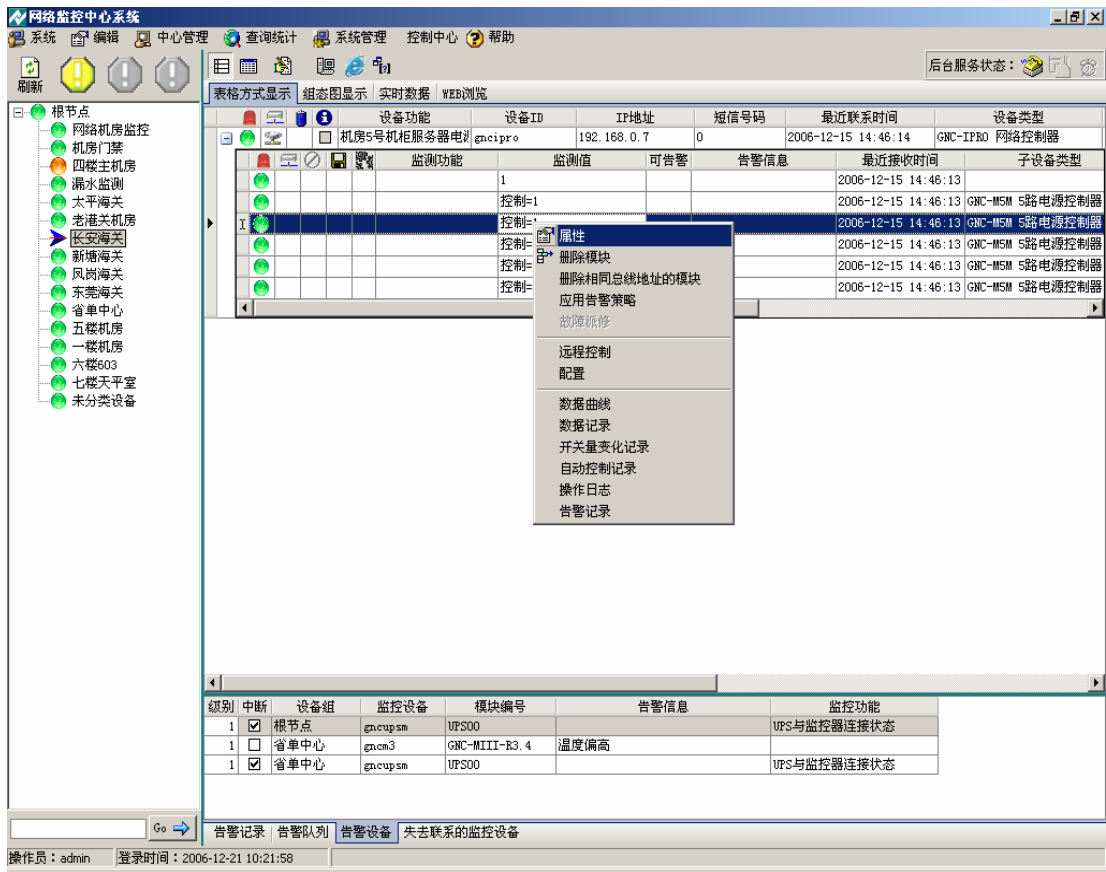 网络监控中心系统
系统 编辑 中心管理 查询统计 系统管理 控制中心 帮助
刷新
后台服务状态：
表格方式显示 组态图显示 实时数据 WEB浏览
根节点
网络机房监控
机房门禁
四楼主机房
漏水监测
太平海关
老港关机房
长安海关
新塘海关
凤岗海关
东莞海关
省单中心
五楼机房
一楼机房
六楼603
七楼天平室
未分类设备
设备功能 设备ID IP地址 短信号码 最近联系时间 设备类型
机房5号机柜服务器电 gncipro 192.168.0.7 0 2006-12-15 14:46:14 GNC-IPRO 网络控制器
监测功能 监测值 可告警 告警信息 最近接收时间 子设备类型
1 2006-12-15 14:46:13
控制=1 2006-12-15 14:46:13 GNC-M5M 5路电源控制器
控制=1 2006-12-15 14:46:13 GNC-M5M 5路电源控制器
控制= 2006-12-15 14:46:13 GNC-M5M 5路电源控制器
控制= 2006-12-15 14:46:13 GNC-M5M 5路电源控制器
控制= 2006-12-15 14:46:13 GNC-M5M 5路电源控制器
属性
删除模块
删除相同总线地址的模块
应用告警策略
故障派修
远程控制
配置
数据曲线
数据记录
开关量变化记录
自动控制记录
操作日志
告警记录
级别 中断 设备组 监控设备 模块编号 告警信息 监控功能
1 根节点 gncupsm UPS00 UPS与监控器连接状态
1 省单中心 gncm3 GNC-MIII-R3.4 温度偏高
1 省单中心 gncupsm UPS00 UPS与监控器连接状态
Go
告警记录 告警队列 告警设备 失去联系的监控设备
操作员：admin 登录时间：2006-12-21 10:21:58